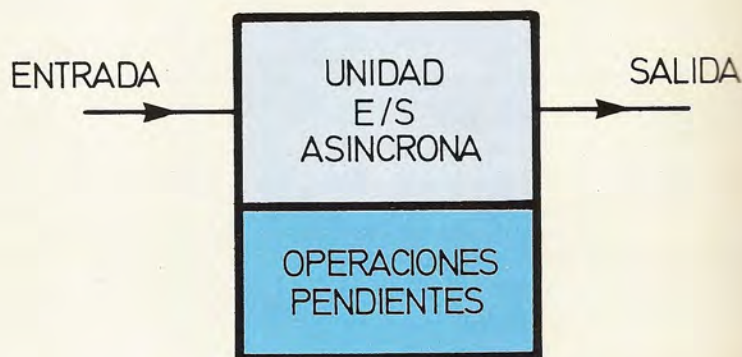 ENTRADA
UNIDAD
E/S
ASINCRONA
SALIDA
OPERACIONES
PENDIENTES